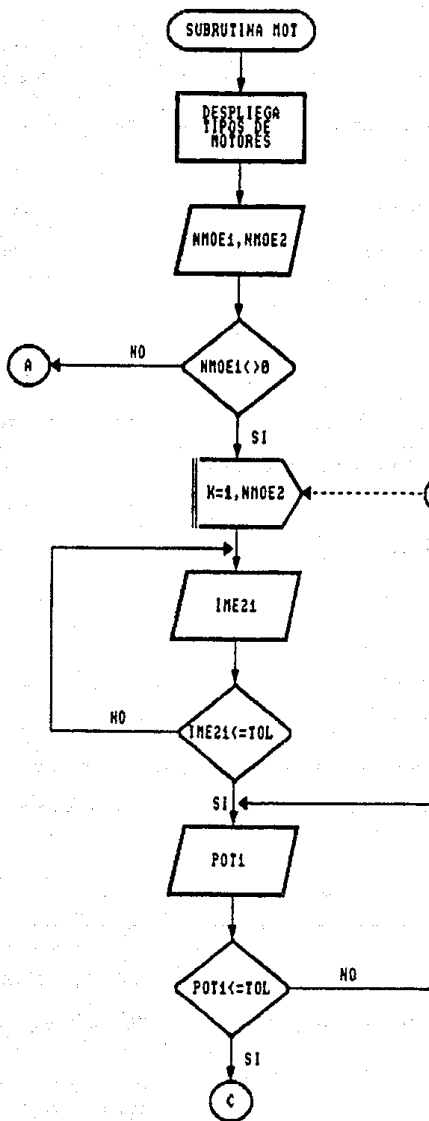 SUBRUTINA MOT
DESPLIEGA
TIPOS DE
MOTORES
NMOE1,NMOE2
NMOE1<>0
NO
A
SI
K=1,NMOE2
IME21
IME21<=TOL
NO
SI
POT1
POT1<=TOL
NO
SI
C